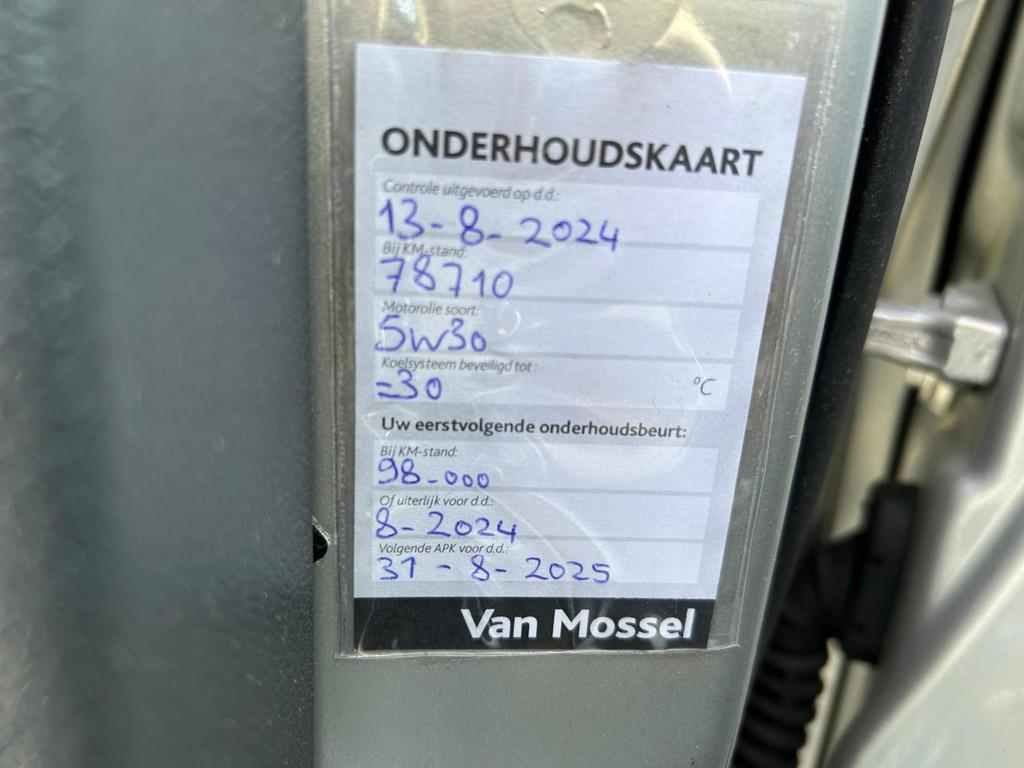 ONDERHOUDSKAART
Controle uitgevoerd op d.d.:
13-8-2024
Bij KM-stand:
78710
Motorolie soort:
5W30
Koelsysteem beveiligd tot:
=30 °C
Uw eerstvolgende onderhoudsbeurt:
Bij KM-stand:
98-000
Of uiterlijk voor d.d.:
8-2024
Volgende APK voor d.d.:
31-8-2025
Van Mossel